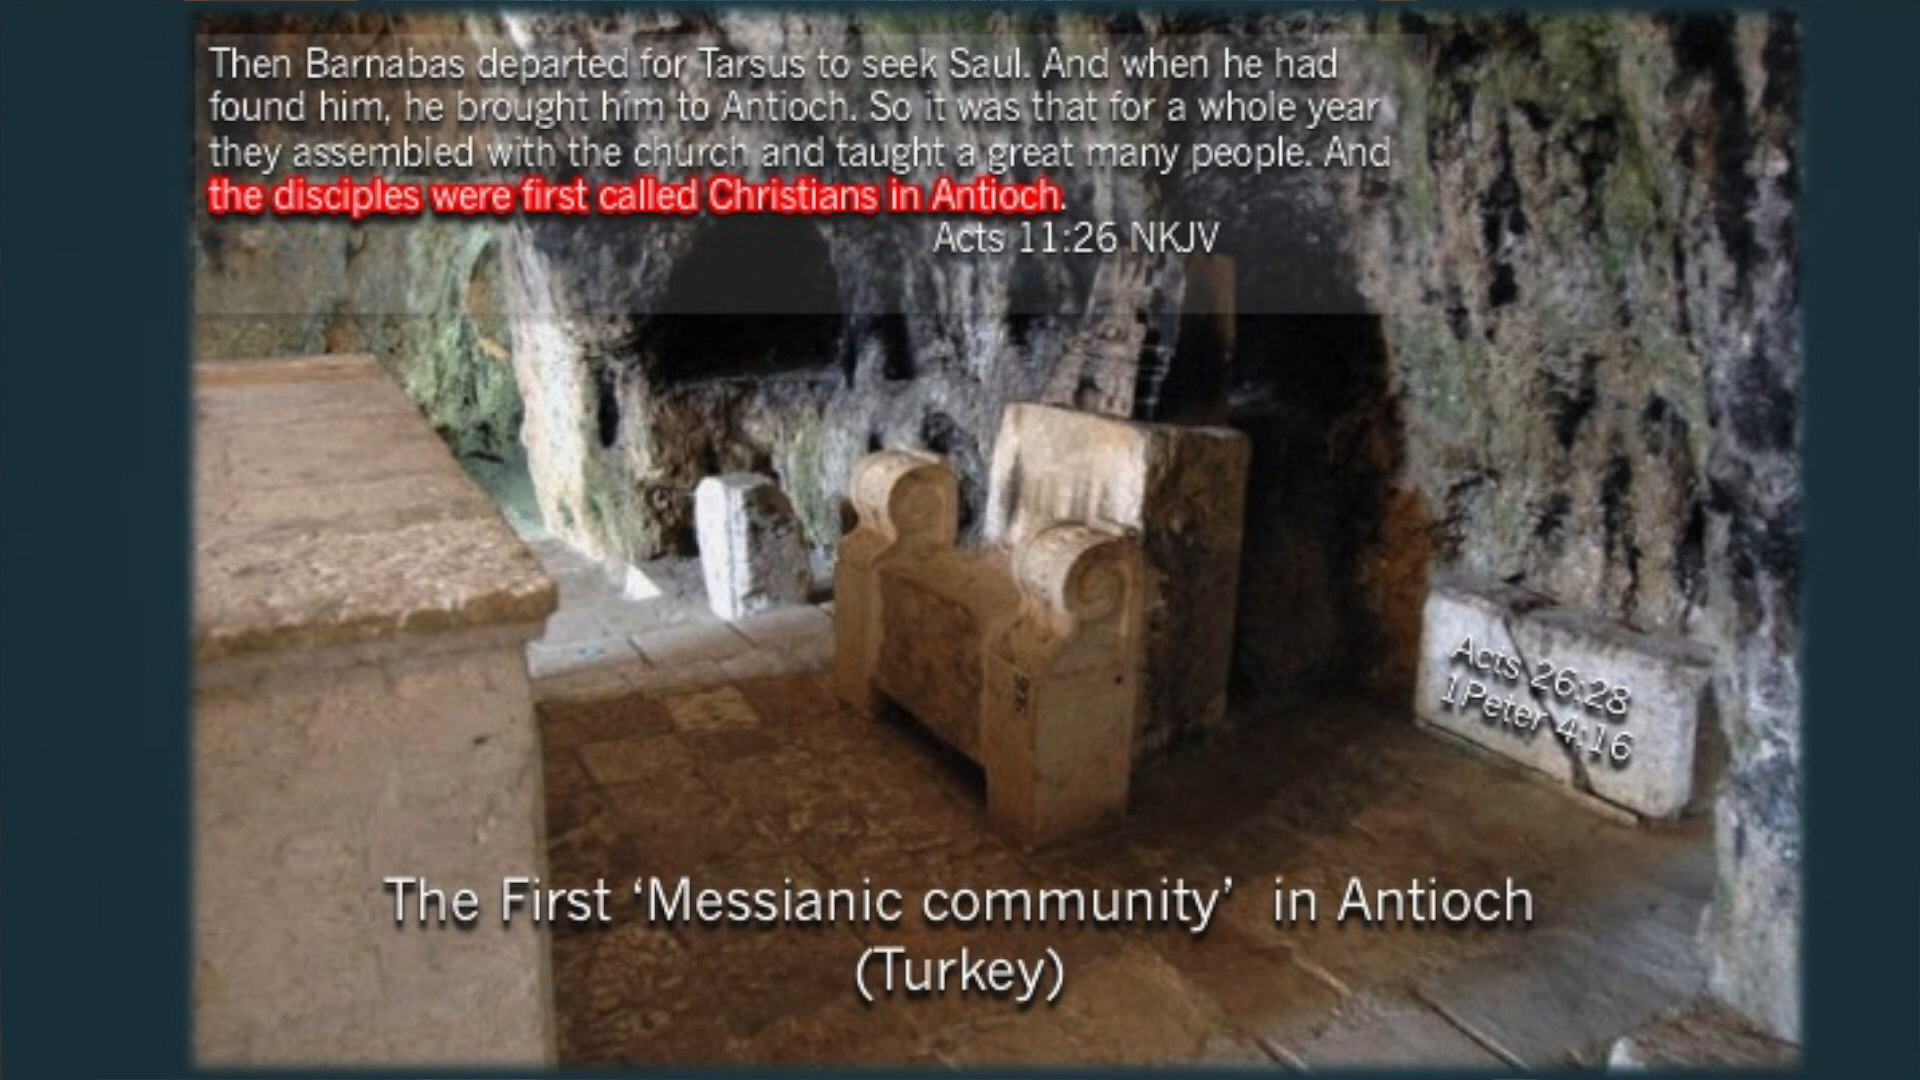 Then Barnabas departed for Tarsus to seek Saul. And when he had
found him, he brought him to Antioch. So it was that for a whole year
they assembled with the church and taught a great many people. And
the disciples were first called Christians in Antioch.
Acts 11:26 NKJV
Acts 26:28
1Peter 4:16
The First ‘Messianic community’ in Antioch
(Turkey)